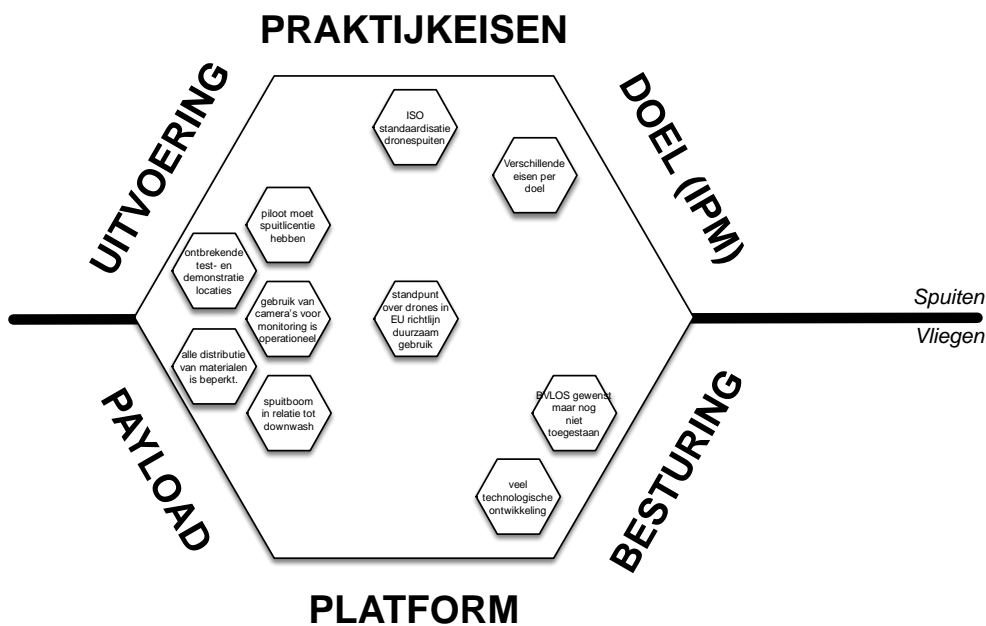 PRAKTIJKEISEN
UITVOERING
DOEL (IPM)
ISO
standaardisatie
dronespuiten
Verschillende
eisen per
doel
piloot moet
spuitlicentie
hebben
ontbrekende
test- en
demonstratie
locaties
gebruik van
camera's voor
monitoring is
operationeel
standpunt
over drones in
EU richtlijn
duurzaam
gebruik
Spuiten
Vliegen
alle distributie
van materialen
is beperkt.
spuitboom
in relatie tot
downwash
BVLOS gewenst
maar nog
niet
toegestaan
veel
technologische
ontwikkeling
PAYLOAD
BESTURING
PLATFORM